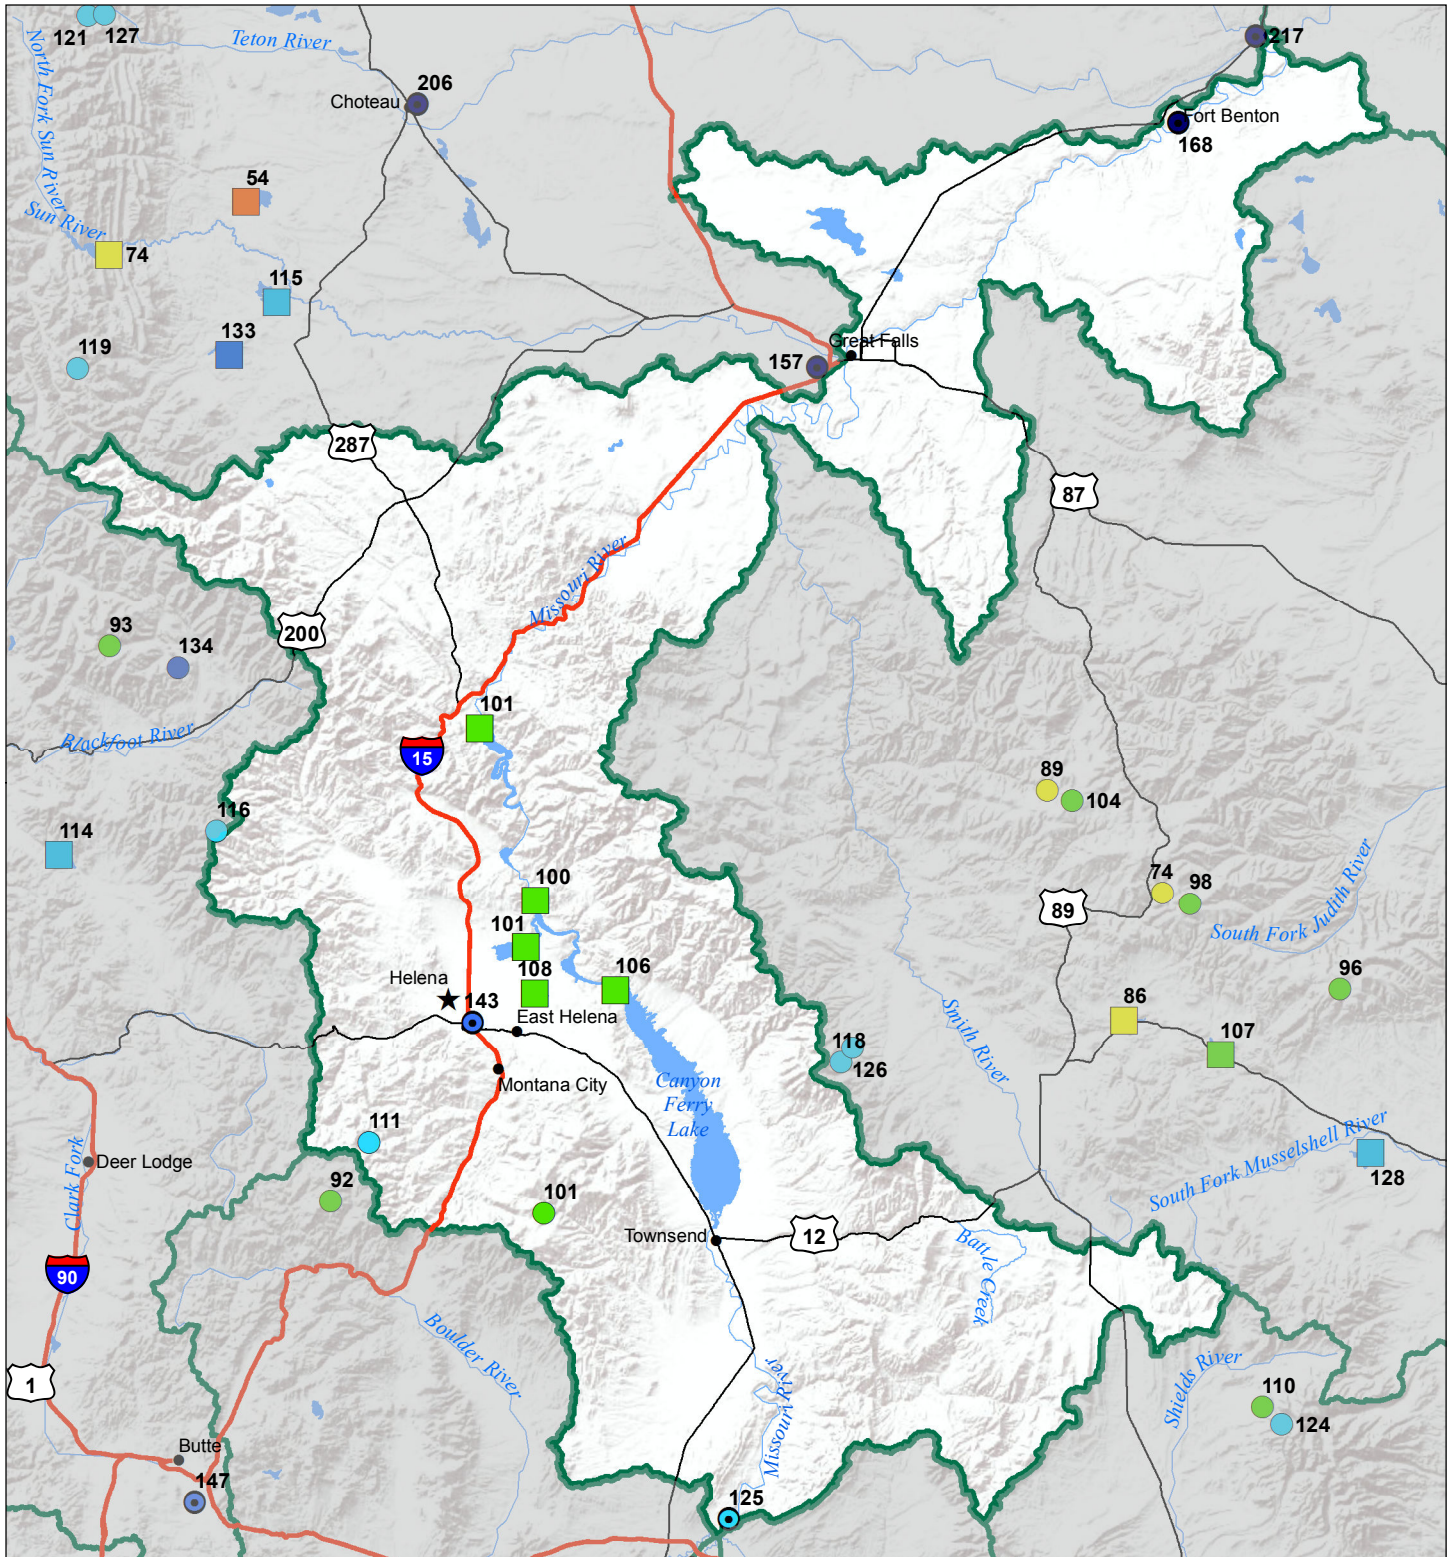 121
127
North Fork Sun River
Teton River
206
Choteau
217
Fort Benton
168
54
Sun River
74
115
133
119
Great Falls
157
287
87
Missouri River
93
134
200
Blackfoot River
101
15
89
104
116
114
100
74
98
89
South Fork Judith River
101
108
106
Helena
143
East Helena
96
86
107
Smith River
118
126
Montana City
Canyon
Ferry
Lake
111
Clark Fork
Deer Lodge
92
101
South Fork Musselshell River
128
Townsend
12
Battle Creek
90
Boulder River
1
Missouri River
Missouri River
Shields River
110
124
Butte
147
125